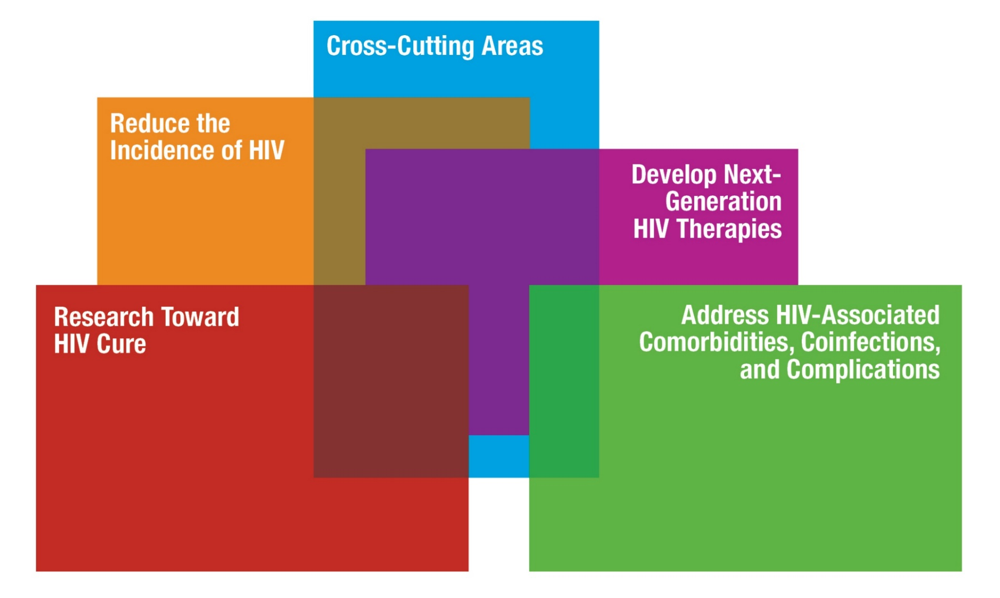 Cross-Cutting Areas
Reduce the
Incidence of HIV
Develop Next-
Generation
HIV Therapies
Research Toward
HIV Cure
Address HIV-Associated
Comorbidities, Coinfections,
and Complications